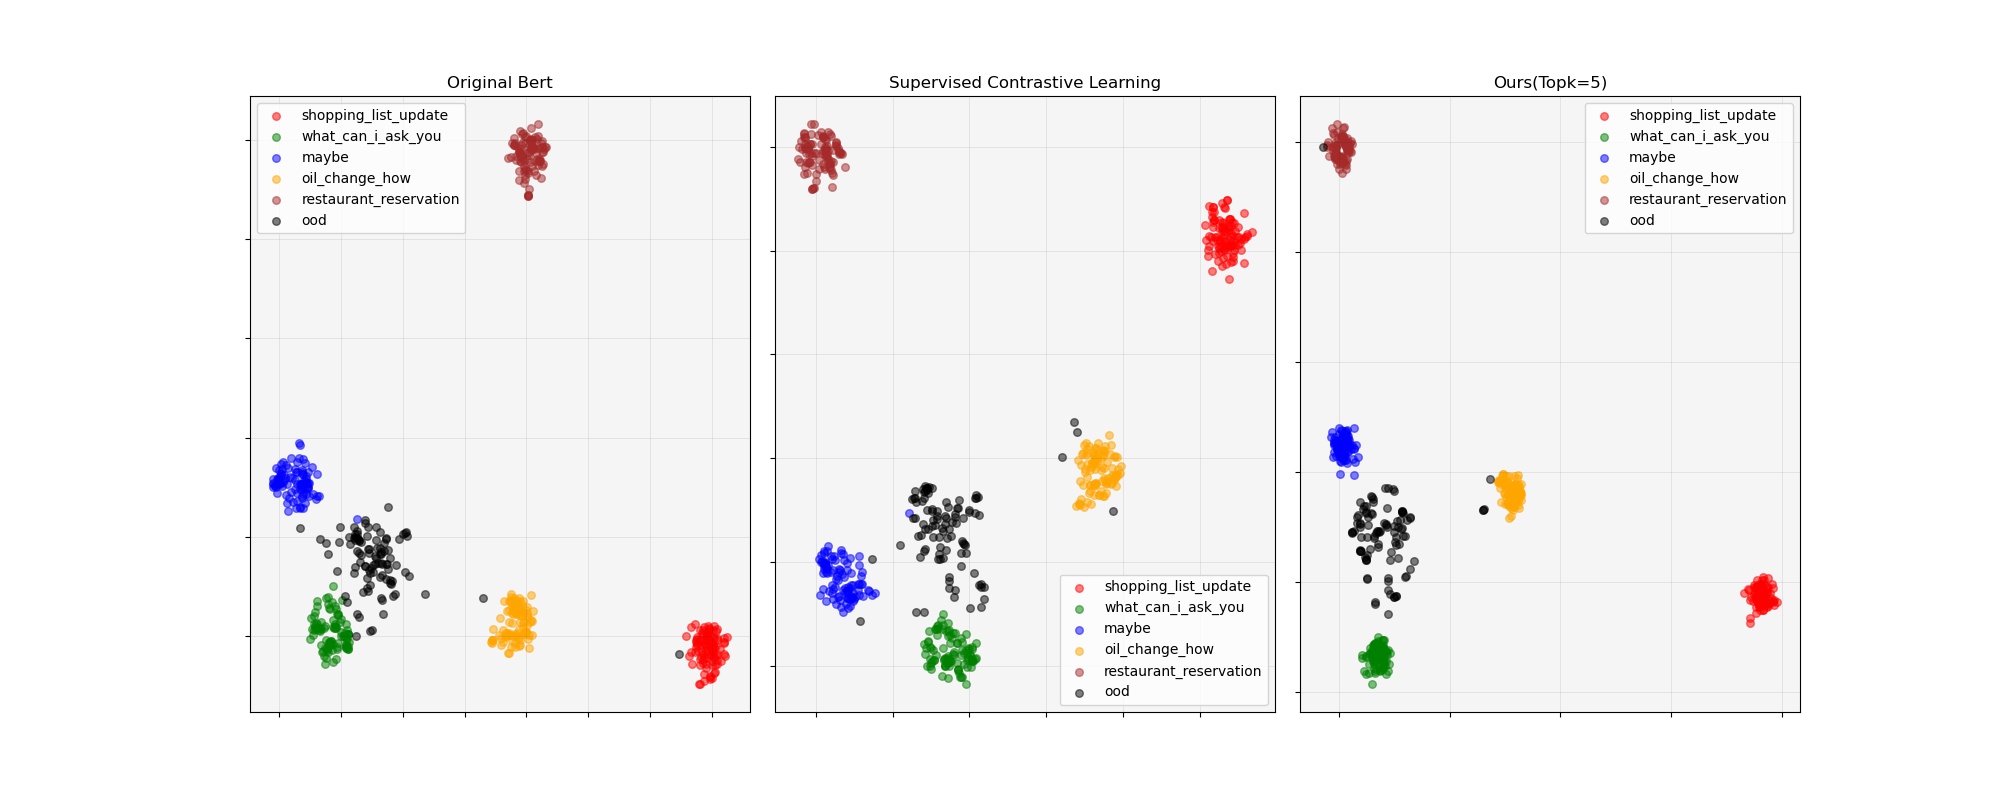 Original Bert
shopping_list_update
what_can_i_ask_you
maybe
oil_change_how
restaurant_reservation
ood
Supervised Contrastive Learning
shopping_list_update
what_can_i_ask_you
maybe
oil_change_how
restaurant_reservation
ood
Ours(Topk=5)
shopping_list_update
what_can_i_ask_you
maybe
oil_change_how
restaurant_reservation
ood